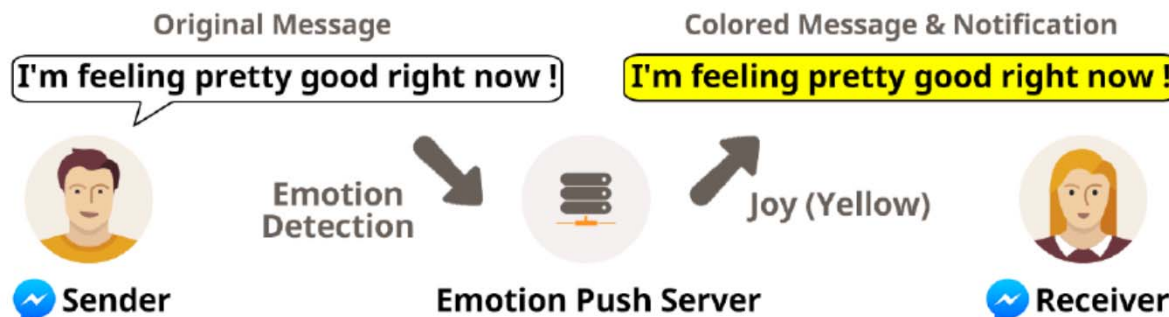 Original Message
Colored Message & Notification
I'm feeling pretty good right now !
I'm feeling pretty good right now !
Emotion
Detection
Joy (Yellow)
Sender
Emotion Push Server
Receiver